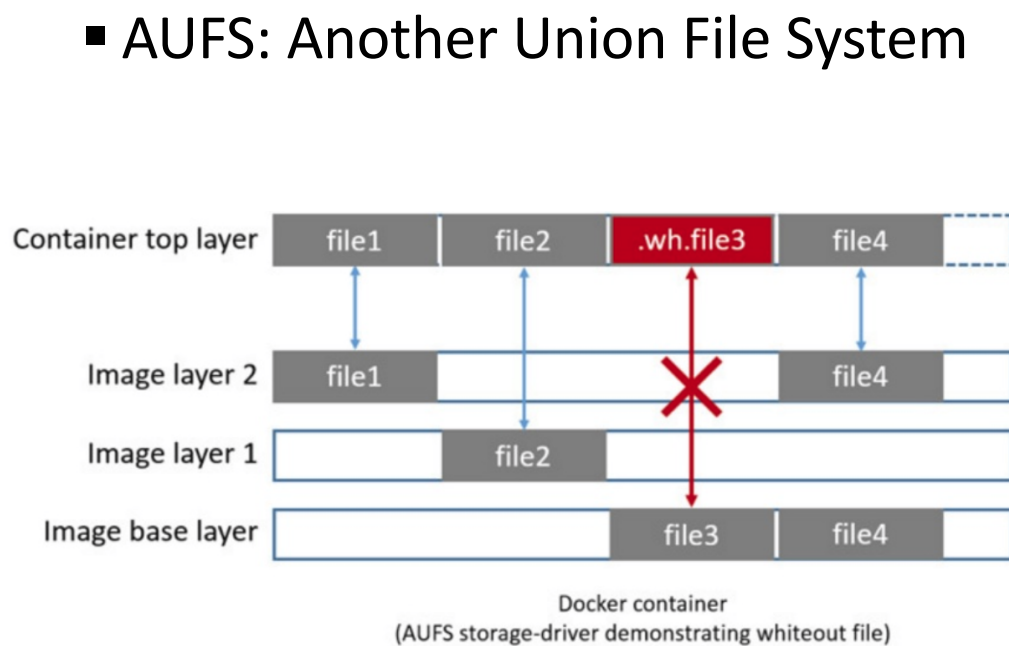 ▪ AUFS: Another Union File System
Container top layer file1 file2 .wh.file3 file4
Image layer 2 file1 file4
Image layer 1 file2
Image base layer file3 file4
Docker container
(AUFS storage-driver demonstrating whiteout file)